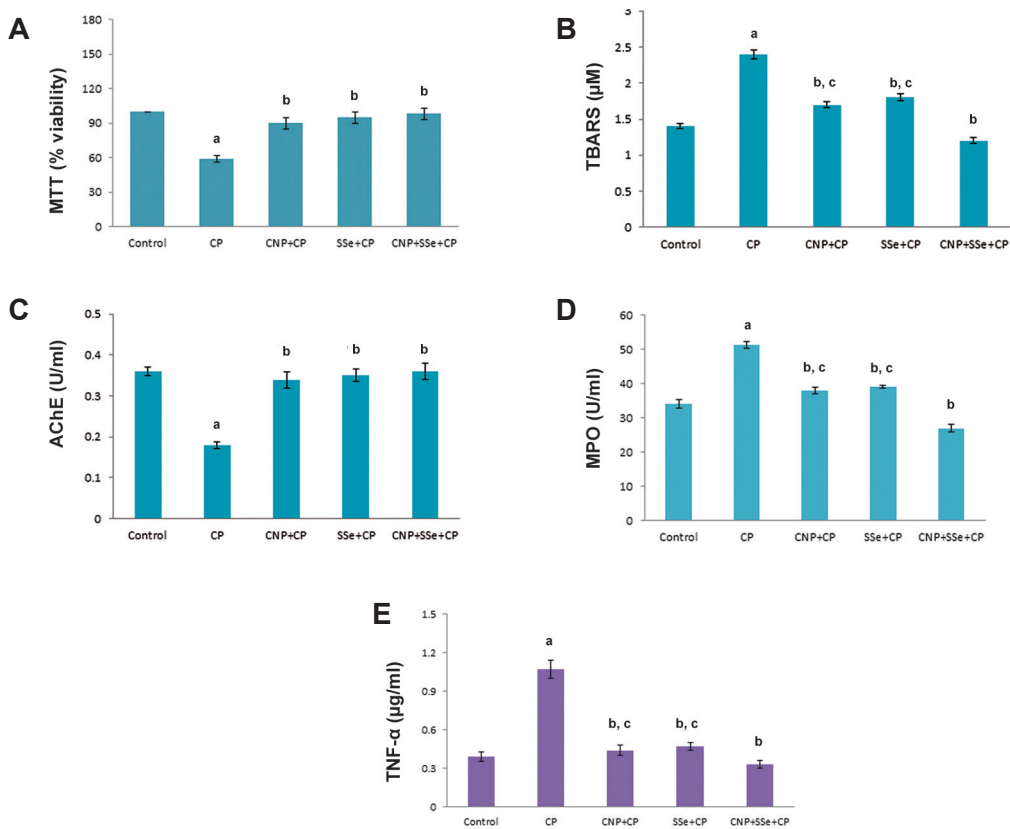 A
MTT (% viability)
180
150
120
90
60
30
0
a
b
b
b
Control CP CNP+CP SSe+CP CNP+SSe+CP
B
TBARS (µM)
3
2.5
2
1.5
1
0.5
0
a
b, c
b, c
b
Control CP CNP+CP SSe+CP CNP+SSe+CP
C
AChE (U/ml)
0.5
0.4
0.3
0.2
0.1
0
a
b
b
b
Control CP CNP+CP SSe+CP CNP+SSe+CP
D
MPO (U/ml)
60
50
40
30
20
10
0
a
b, c
b, c
b
Control CP CNP+CP SSe+CP CNP+SSe+CP
E
TNF-α (µg/ml)
1.5
1.2
0.9
0.6
0.3
0
a
b, c
b, c
b
Control CP CNP+CP SSe+CP CNP+SSe+CP